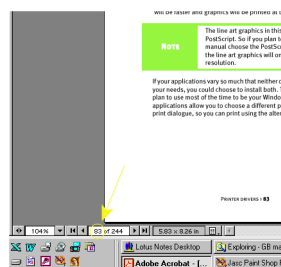 will be faster and graphics will be printed at t
NOTE
The line art graphics in this
PostScript. So if you plan to
manual choose the PostSc
the line art graphics will on
resolution.
If your applications vary so much that neither o
your needs, you could choose to install both. T
plan to use most of the time to be your Windo
applications allow you to choose a different p
print dialogue, so you can print using the alter
PRINTER DRIVERS › 83
104% 83 of 244 5.83 x 8.26 in
Lotus Notes Desktop Exploring - GB ma
Adobe Acrobat - [... Jasc Paint Shop P